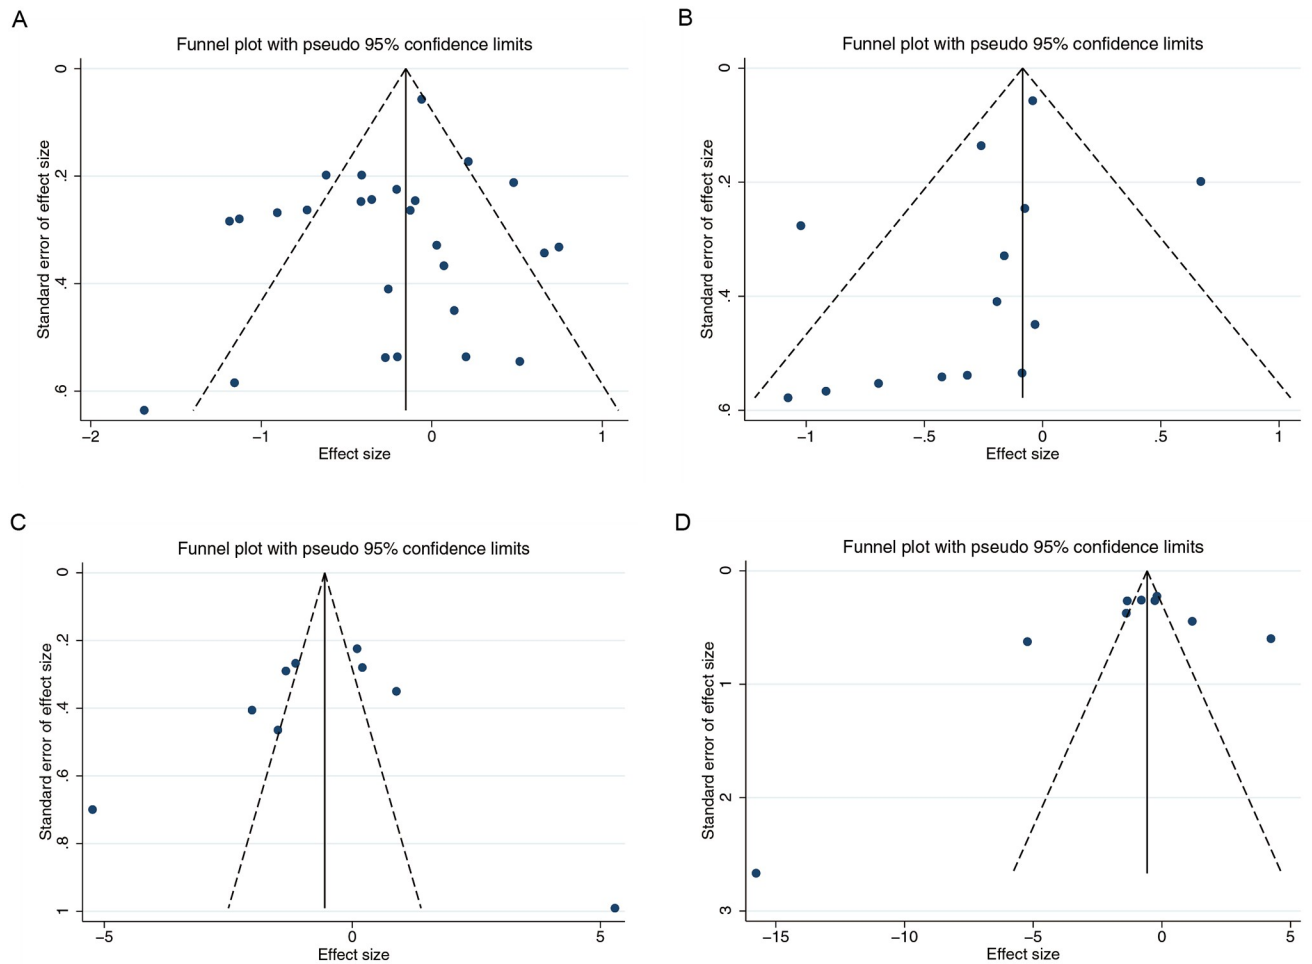 A
Funnel plot with pseudo 95% confidence limits
Standard error of effect size
0
.2
.4
.6
−2
−1
0
1
Effect size
B
Funnel plot with pseudo 95% confidence limits
Standard error of effect size
0
.2
.4
.6
−1
−.5
0
.5
1
Effect size
C
Funnel plot with pseudo 95% confidence limits
Standard error of effect size
0
.2
.4
.6
.8
1
−5
0
5
Effect size
D
Funnel plot with pseudo 95% confidence limits
Standard error of effect size
0
1
2
3
−15
−10
−5
0
5
Effect size